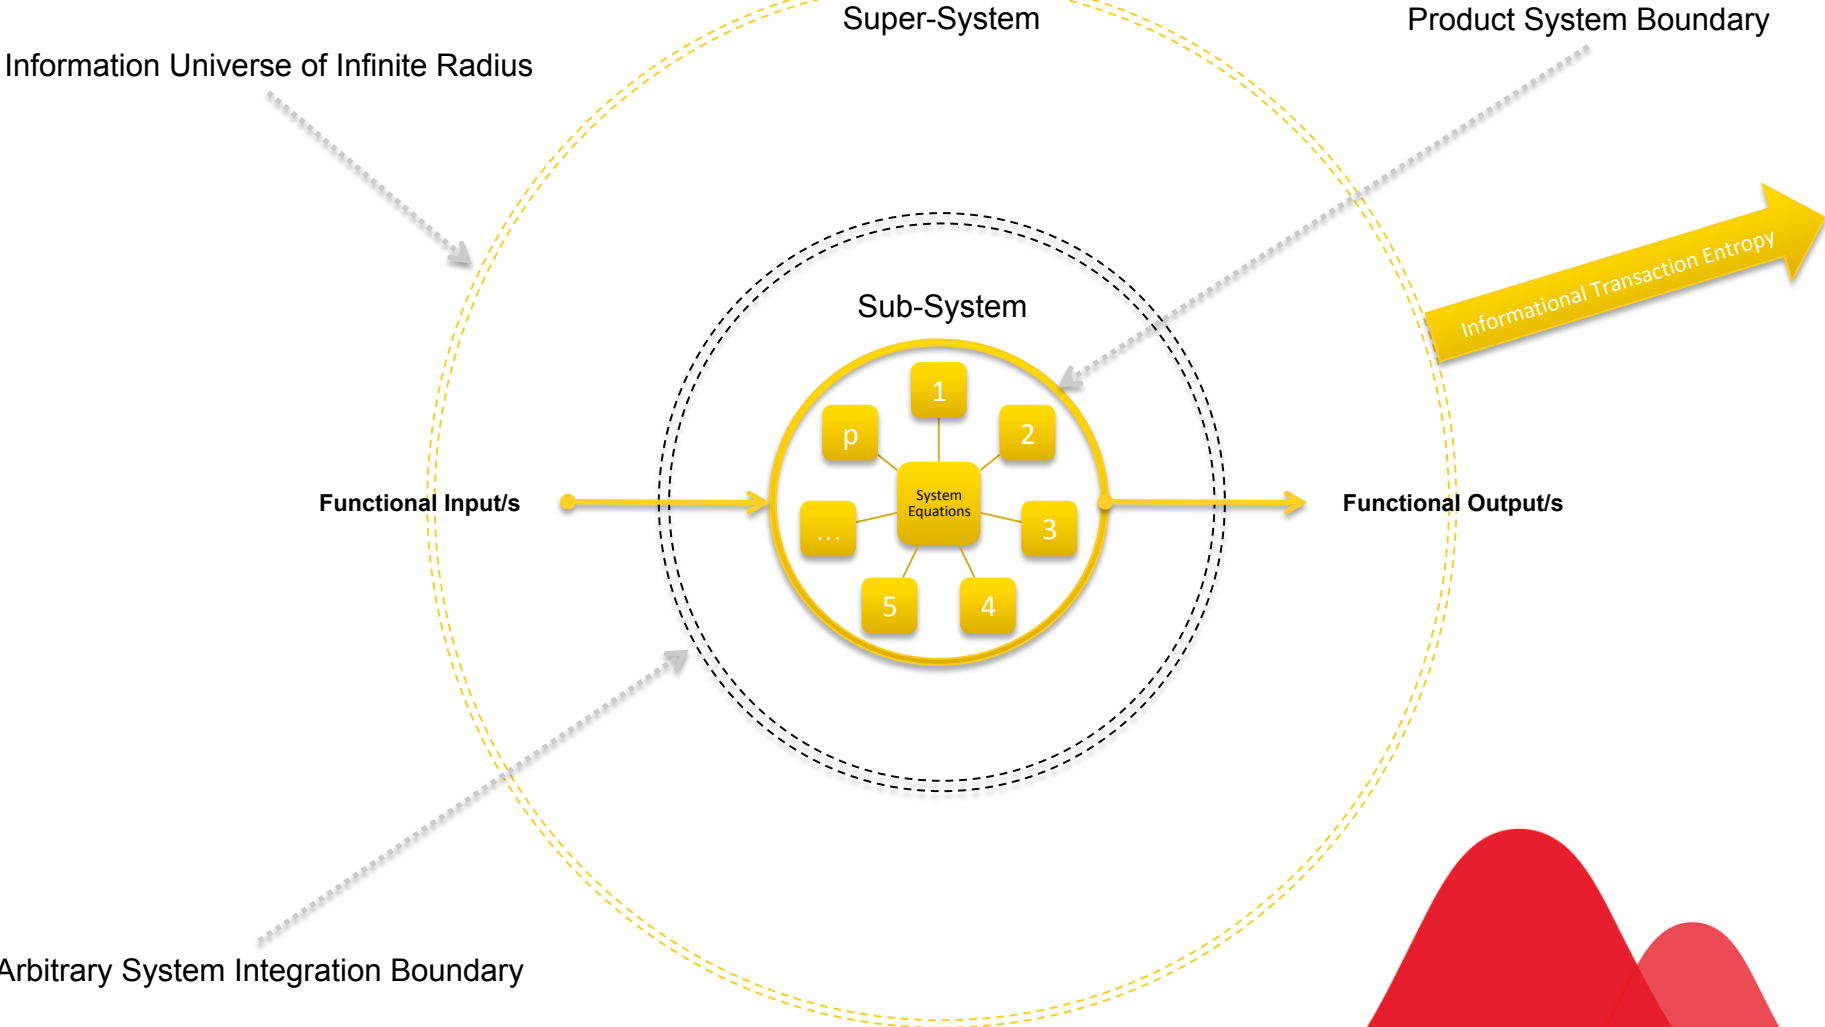 Super-System
Product System Boundary
Information Universe of Infinite Radius
Informational Transaction Entropy
Sub-System
1
p
2
System
Equations
Functional Input/s
Functional Output/s
...
3
5
4
Arbitrary System Integration Boundary